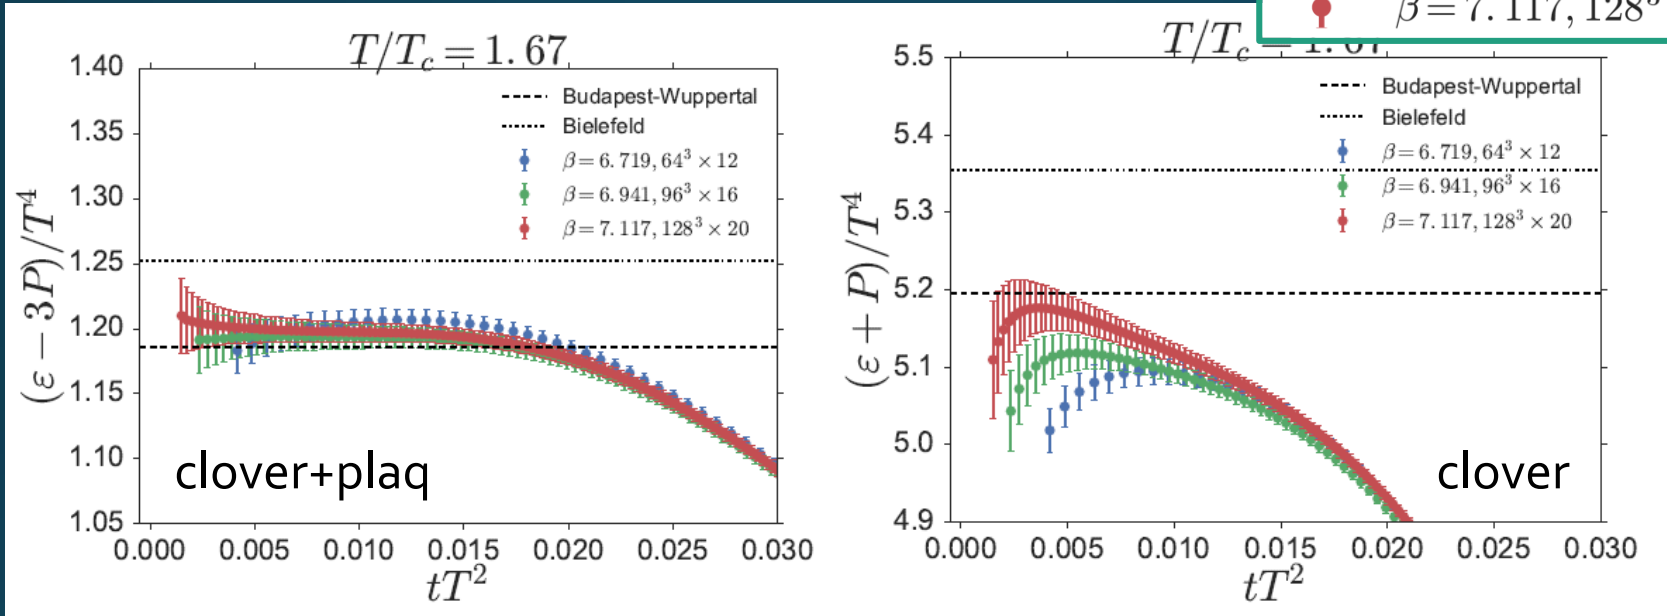 β = 7.117, 128³
T/T_c = 1.67
1.40
1.35
1.30
1.25
1.20
1.15
1.10
1.05
(ε − 3P)/T⁴
Budapest-Wuppertal
Bielefeld
β = 6.719, 64³ × 12
β = 6.941, 96³ × 16
β = 7.117, 128³ × 20
clover+plaq
0.000 0.005 0.010 0.015 0.020 0.025 0.030
tT²
T/T_c = 1.67
5.5
5.4
5.3
5.2
5.1
5.0
4.9
(ε + P)/T⁴
Budapest-Wuppertal
Bielefeld
β = 6.719, 64³ × 12
β = 6.941, 96³ × 16
β = 7.117, 128³ × 20
clover
0.000 0.005 0.010 0.015 0.020 0.025 0.030
tT²